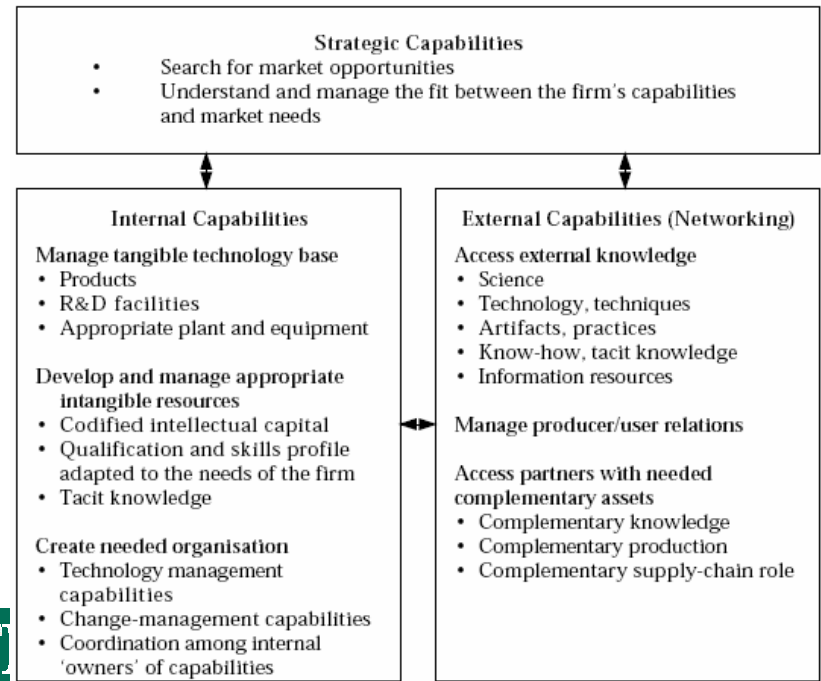 Strategic Capabilities
• Search for market opportunities
• Understand and manage the fit between the firm's capabilities
and market needs
Internal Capabilities
Manage tangible technology base
• Products
• R&D facilities
• Appropriate plant and equipment
Develop and manage appropriate
intangible resources
• Codified intellectual capital
• Qualification and skills profile
adapted to the needs of the firm
• Tacit knowledge
Create needed organisation
• Technology management
capabilities
• Change-management capabilities
• Coordination among internal
'owners' of capabilities
External Capabilities (Networking)
Access external knowledge
• Science
• Technology, techniques
• Artifacts, practices
• Know-how, tacit knowledge
• Information resources
Manage producer/user relations
Access partners with needed
complementary assets
• Complementary knowledge
• Complementary production
• Complementary supply-chain role